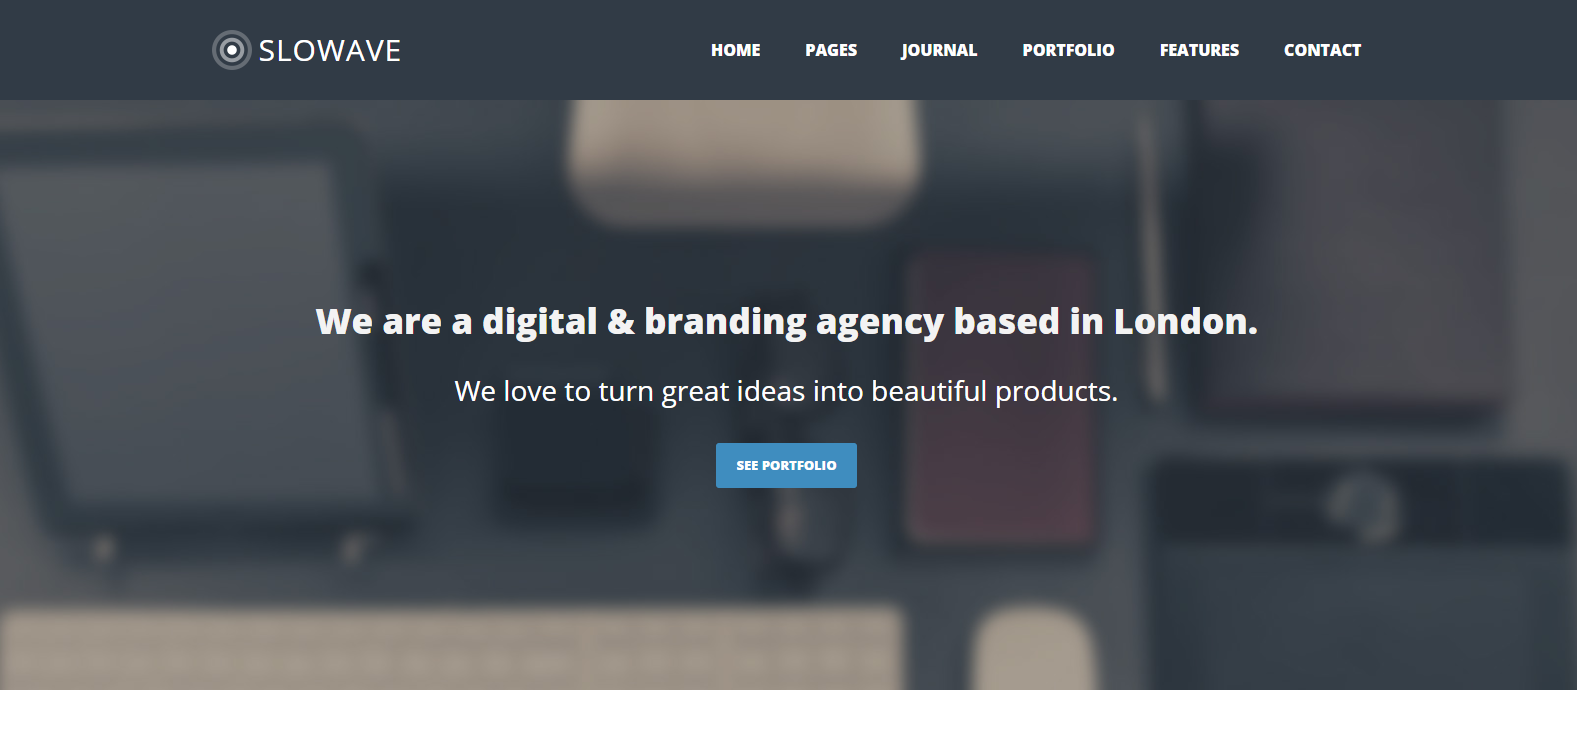 SLOWAVE
HOME PAGES JOURNAL PORTFOLIO FEATURES CONTACT
We are a digital & branding agency based in London.
We love to turn great ideas into beautiful products.
SEE PORTFOLIO